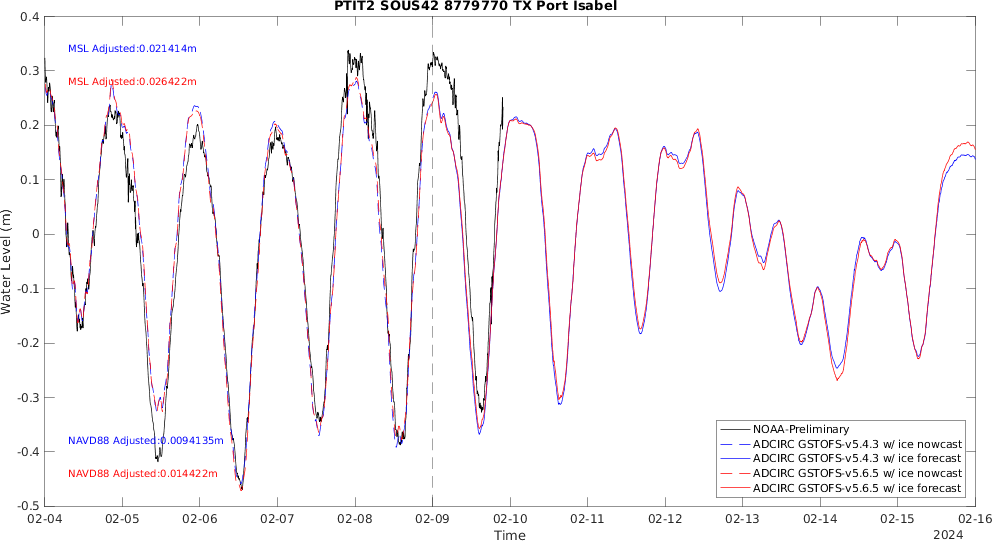 PTIT2 SOUS42 8779770 TX Port Isabel
0.4
0.3
0.2
0.1
0
-0.1
-0.2
-0.3
-0.4
-0.5
Water Level (m)
MSL Adjusted:0.021414m
MSL Adjusted:0.026422m
NAVD88 Adjusted:0.0094135m
NAVD88 Adjusted:0.014422m
NOAA-Preliminary
ADCIRC GSTOFS-v5.4.3 w/ ice nowcast
ADCIRC GSTOFS-v5.4.3 w/ ice forecast
ADCIRC GSTOFS-v5.6.5 w/ ice nowcast
ADCIRC GSTOFS-v5.6.5 w/ ice forecast
02-04 02-05 02-06 02-07 02-08 02-09 02-10 02-11 02-12 02-13 02-14 02-15 02-16
Time
2024